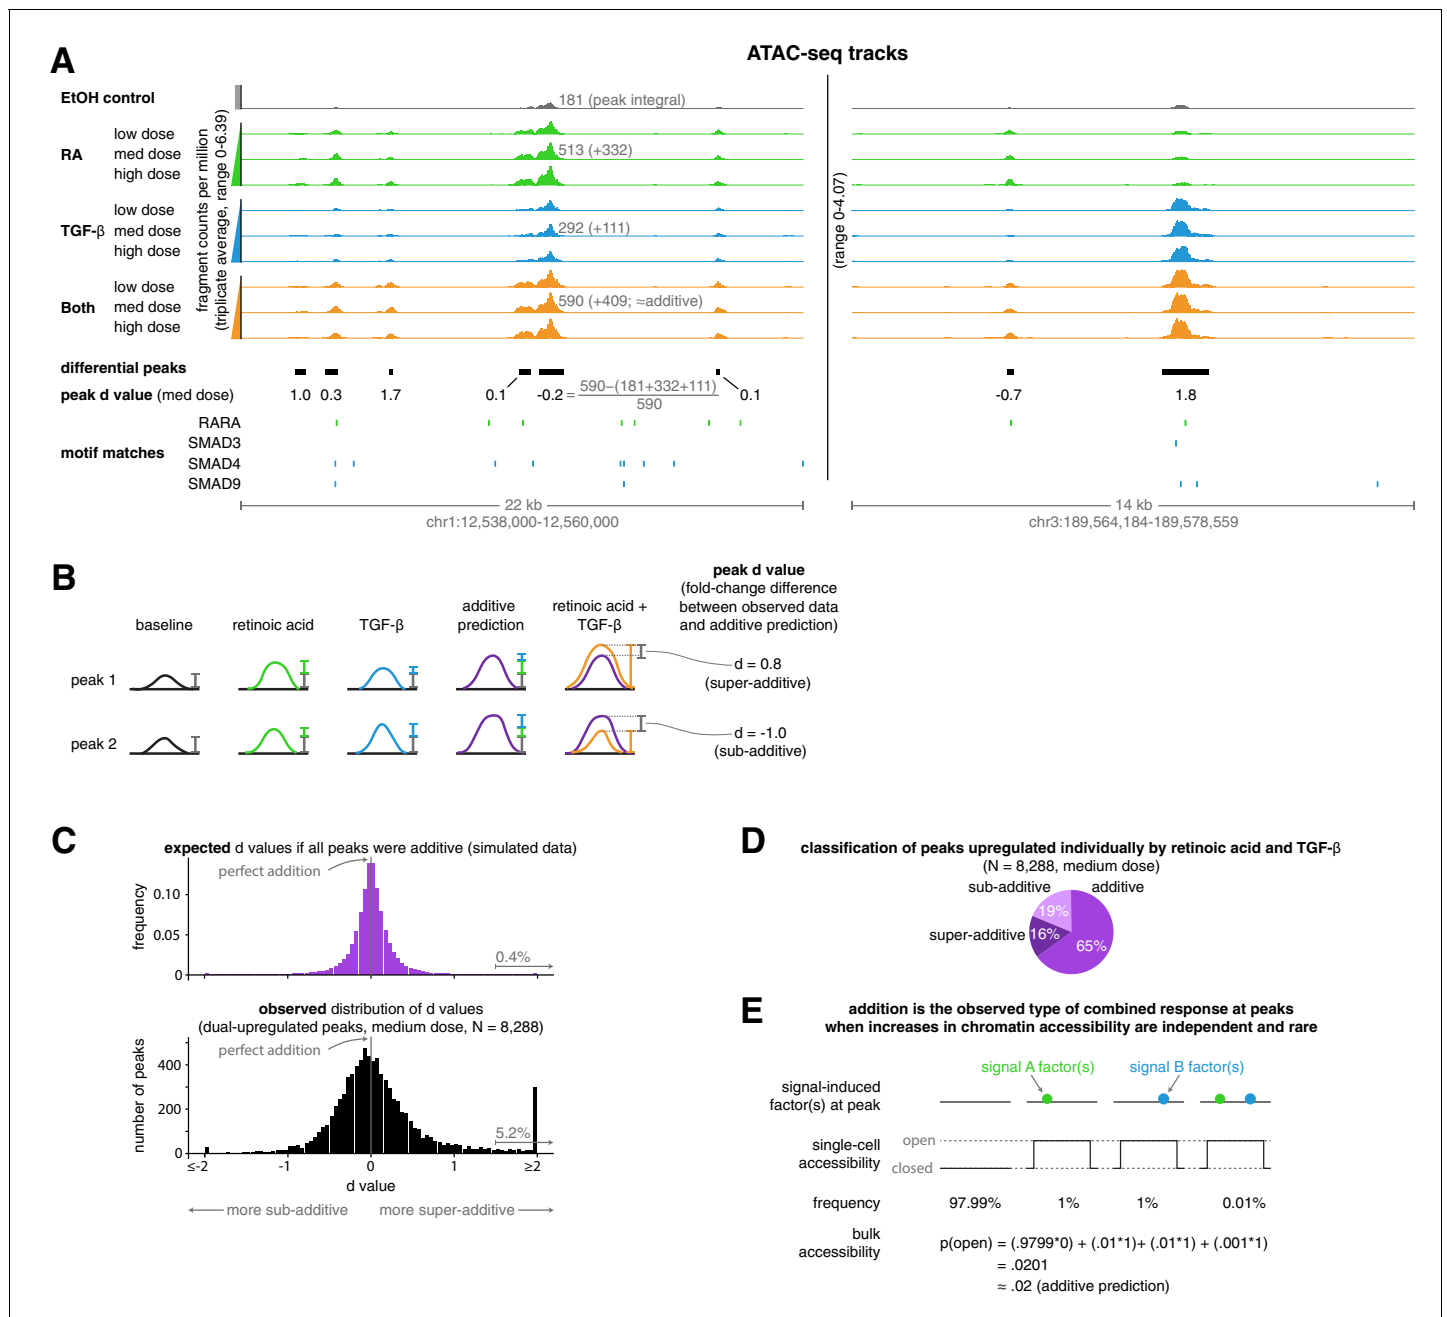 A
ATAC-seq tracks
EtOH control
181 (peak integral)
fragment counts per million
(triplicate average, range 0-6.39)
(range 0-4.07)
RA
low dose
med dose
high dose
513 (+332)
TGF-β
low dose
med dose
high dose
292 (+111)
Both
low dose
med dose
high dose
590 (+409; ≈additive)
differential peaks
peak d value (med dose)
1.0 0.3 1.7 0.1 -0.2 = 590–(181+332+111) 0.1 -0.7 1.8
590
motif matches
RARA
SMAD3
SMAD4
SMAD9
22 kb
14 kb
chr1:12,538,000-12,560,000
chr3:189,564,184-189,578,559
B
peak d value
(fold-change difference
between observed data
and additive prediction)
baseline
retinoic acid
TGF-β
additive
prediction
retinoic acid +
TGF-β
peak 1
d = 0.8
(super-additive)
peak 2
d = -1.0
(sub-additive)
C
expected d values if all peaks were additive (simulated data)
perfect addition
frequency
0.10
0.05
0
0.4%
observed distribution of d values
(dual-upregulated peaks, medium dose, N = 8,288)
perfect addition
number of peaks
400
200
0
5.2%
≤-2 -1 0 1 ≥2
d value
more sub-additive more super-additive
D
classification of peaks upregulated individually by retinoic acid and TGF-β
(N = 8,288, medium dose)
sub-additive
additive
super-additive
19%
16%
65%
E
addition is the observed type of combined response at peaks
when increases in chromatin accessibility are independent and rare
signal A factor(s)
signal B factor(s)
signal-induced
factor(s) at peak
single-cell
accessibility
open
closed
frequency
97.99% 1% 1% 0.01%
bulk
accessibility
p(open) = (.9799*0) + (.01*1)+ (.01*1) + (.001*1)
= .0201
≈ .02 (additive prediction)